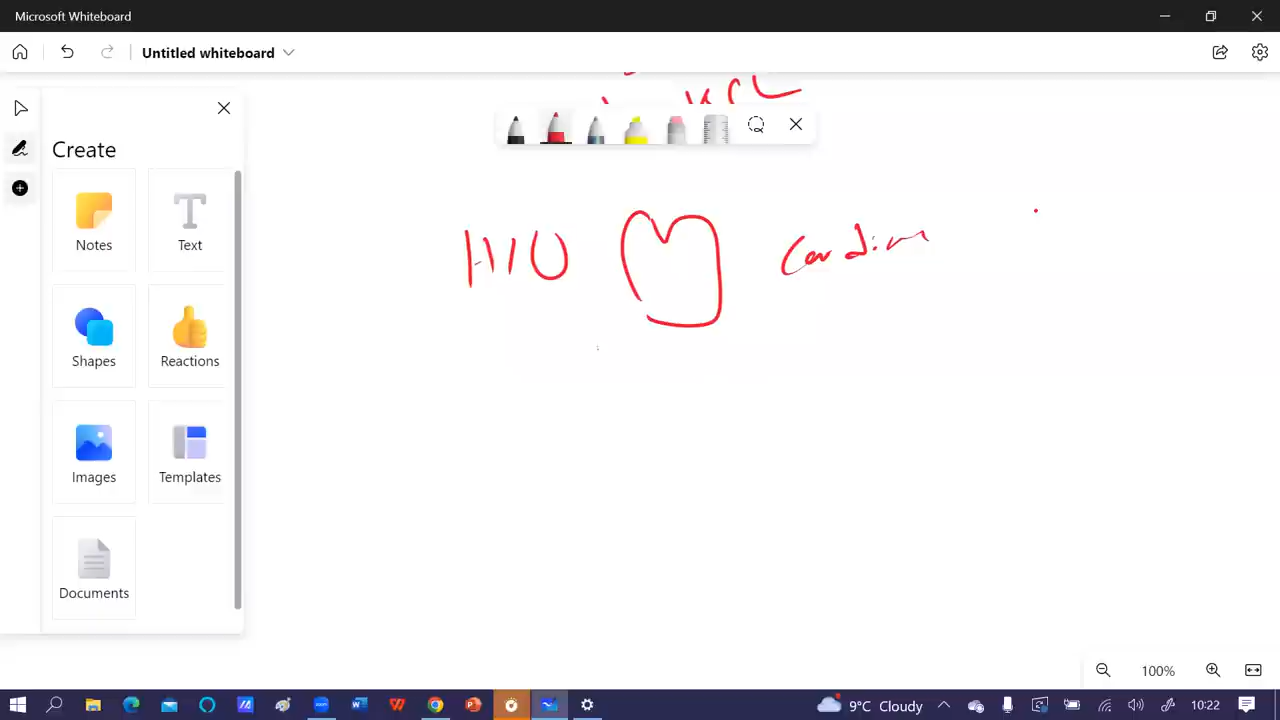 Microsoft Whiteboard
Untitled whiteboard
Create
Notes
Text
H/O
Shapes
Reactions
Images
Templates
Documents
100%
9°C Cloudy
10:22